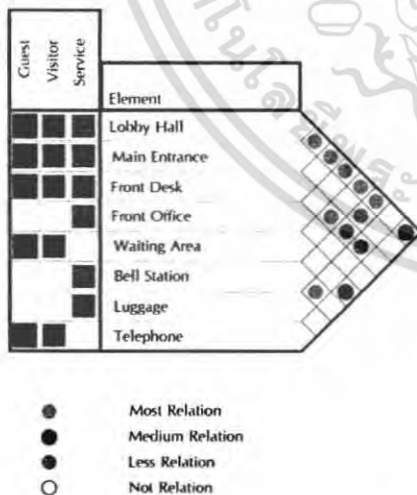 Guest
Visitor
Service
Element
Lobby Hall
Main Entrance
Front Desk
Front Office
Waiting Area
Bell Station
Luggage
Telephone
Most Relation
Medium Relation
Less Relation
Not Relation